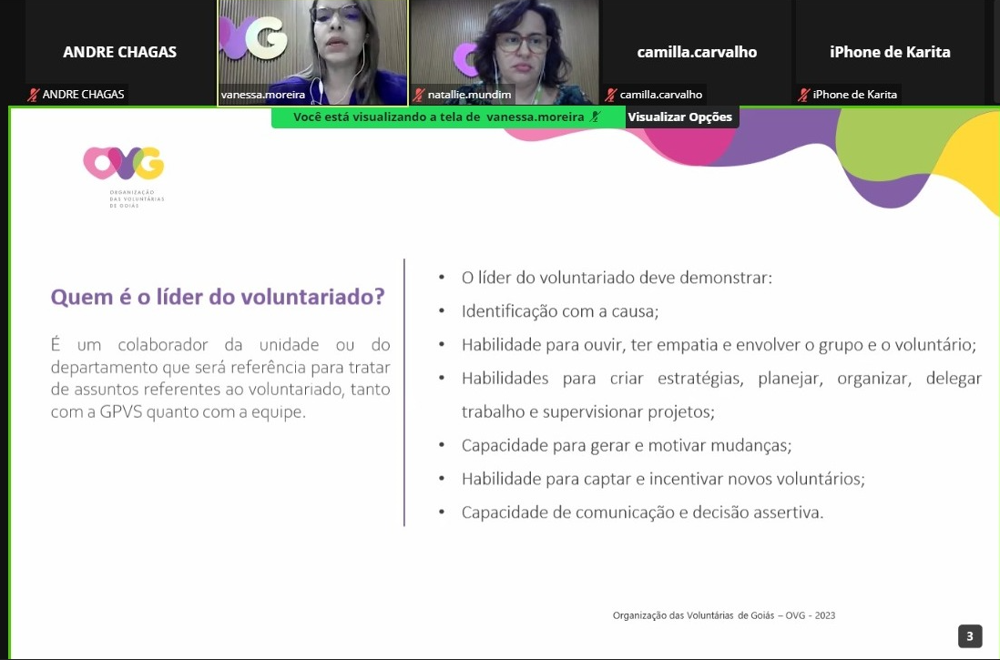 ANDRE CHAGAS
camilla.carvalho
iPhone de Karita
VG
ANDRE CHAGAS
vanessa.moreira
natallie.mundim
camilla.carvalho
iPhone de Karita
Você está visualizando a tela de vanessa.moreira
Visualizar Opções
OVG
ORGANIZAÇÃO
DAS VOLUNTÁRIAS
DE GOIÁS
Quem é o líder do voluntariado?
É um colaborador da unidade ou do
departamento que será referência para tratar
de assuntos referentes ao voluntariado, tanto
com a GPVS quanto com a equipe.
• O líder do voluntariado deve demonstrar:
• Identificação com a causa;
• Habilidade para ouvir, ter empatia e envolver o grupo e o voluntário;
• Habilidades para criar estratégias, planejar, organizar, delegar
trabalho e supervisionar projetos;
• Capacidade para gerar e motivar mudanças;
• Habilidade para captar e incentivar novos voluntários;
• Capacidade de comunicação e decisão assertiva.
Organização das Voluntárias de Goiás – OVG - 2023
3